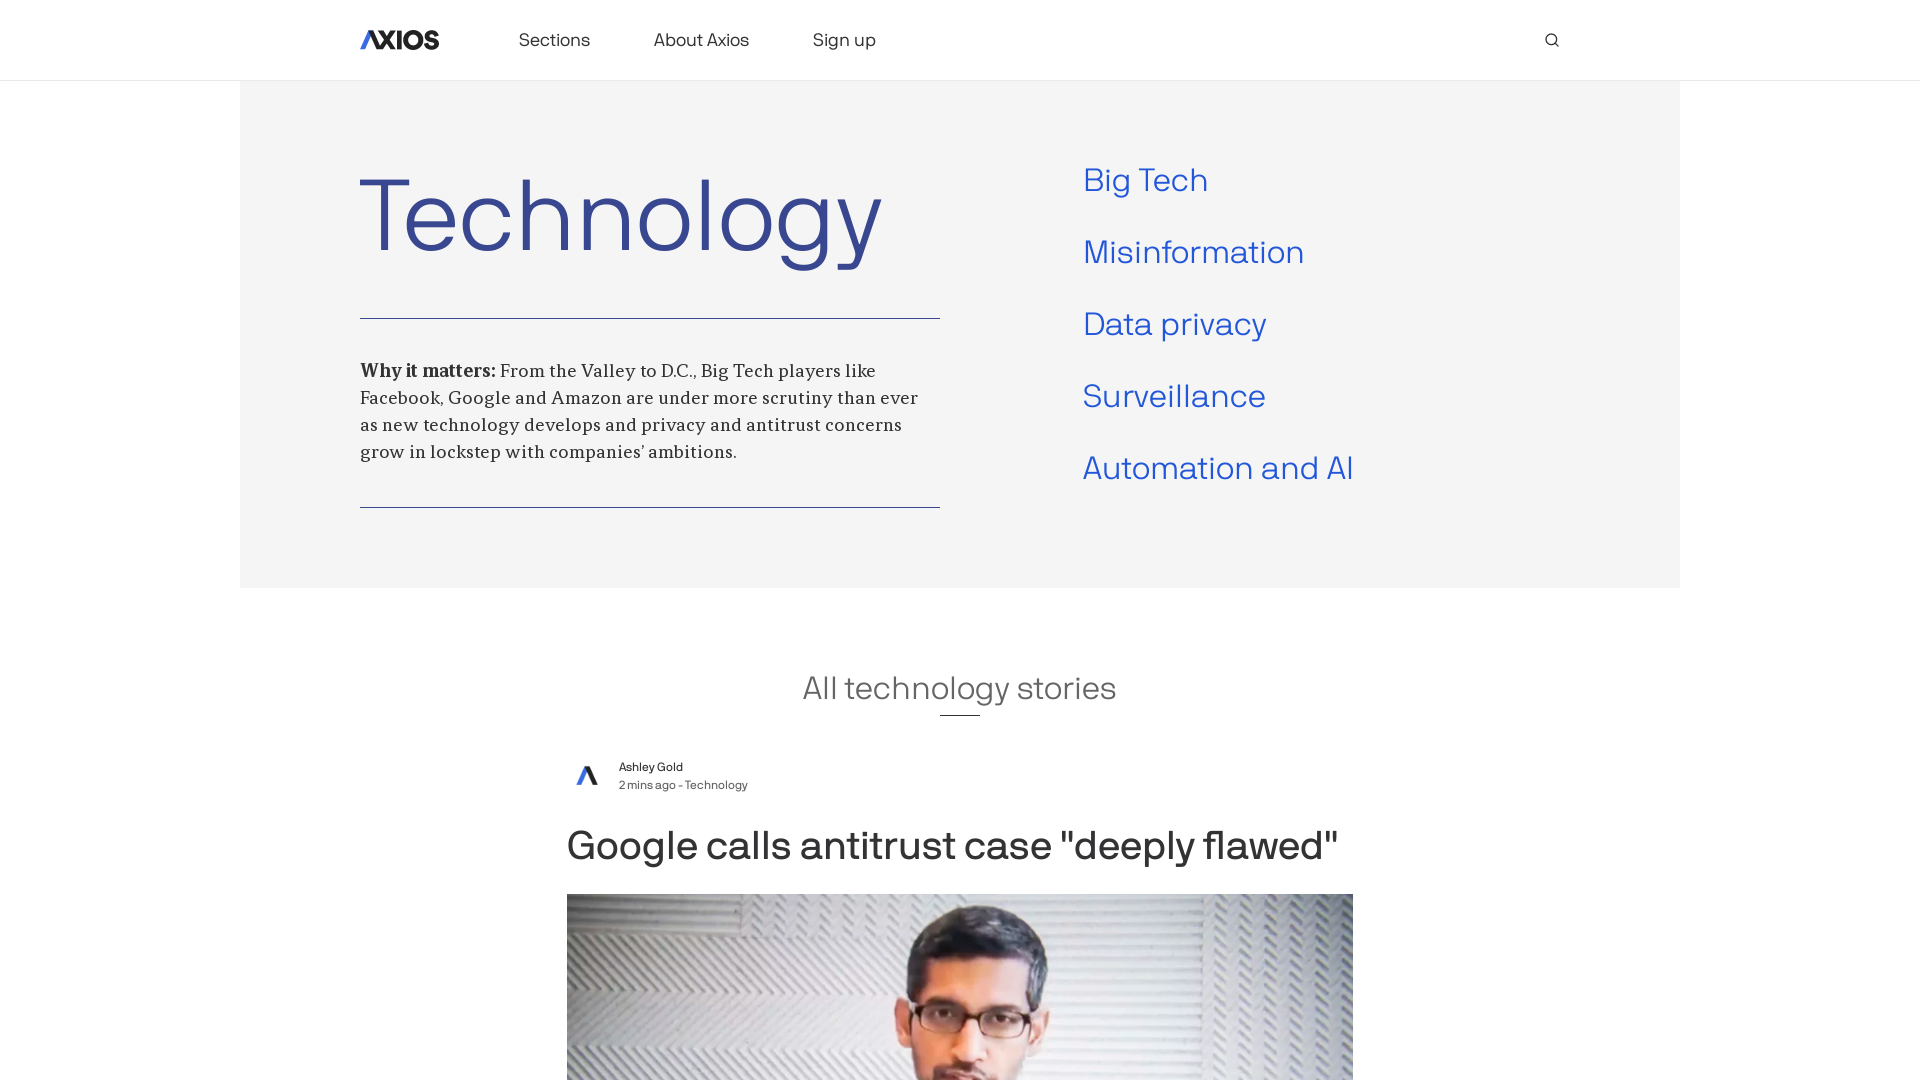 AXIOS
Sections
About Axios
Sign up
Technology
Why it matters: From the Valley to D.C., Big Tech players like
Facebook, Google and Amazon are under more scrutiny than ever
as new technology develops and privacy and antitrust concerns
grow in lockstep with companies’ ambitions.
Big Tech
Misinformation
Data privacy
Surveillance
Automation and AI
All technology stories
Ashley Gold
2 mins ago - Technology
Google calls antitrust case "deeply flawed"